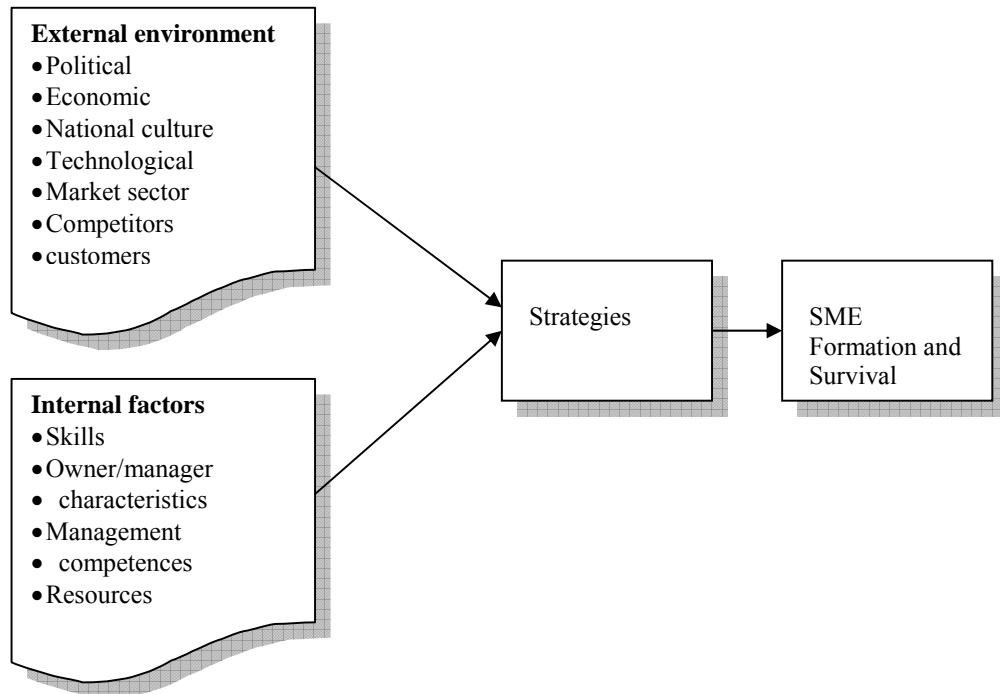 External environment
•Political
•Economic
•National culture
•Technological
•Market sector
•Competitors
•customers
Internal factors
•Skills
•Owner/manager
• characteristics
•Management
• competences
•Resources
Strategies
SME
Formation and
Survival